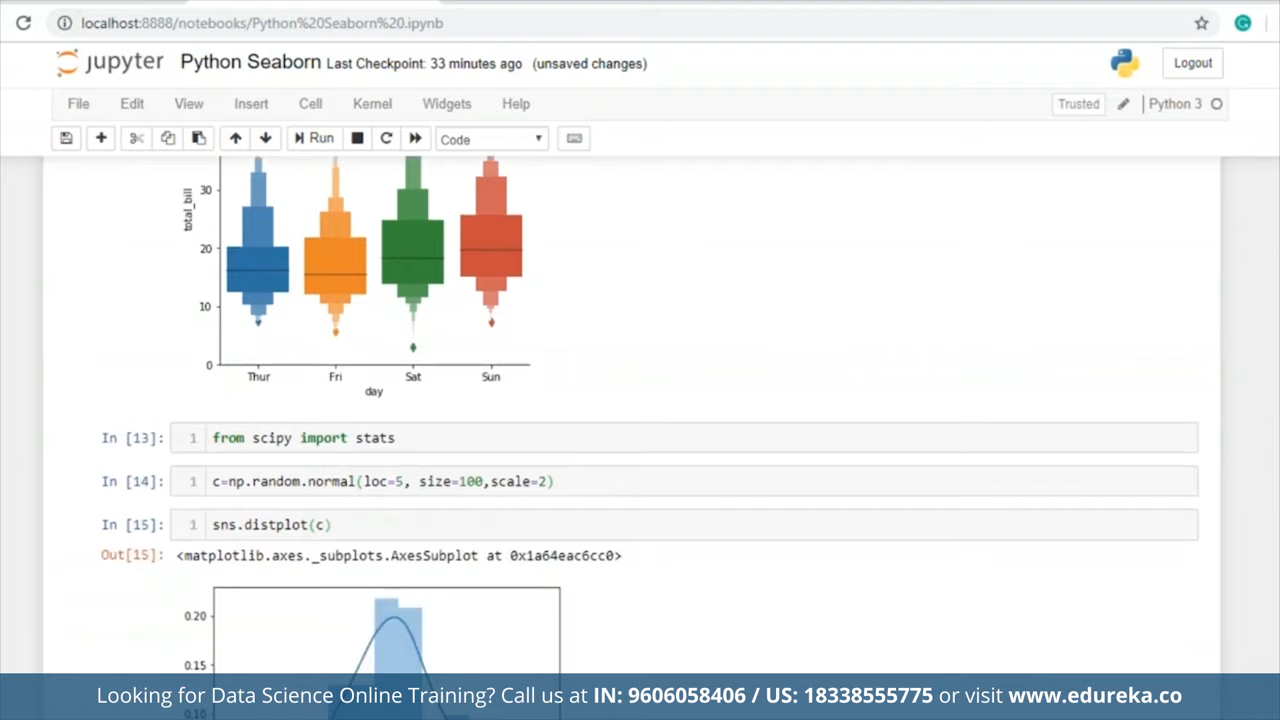 localhost:8888/notebooks/Python%20Seaborn%20.ipynb
jupyter Python Seaborn Last Checkpoint: 33 minutes ago (unsaved changes) Logout
File Edit View Insert Cell Kernel Widgets Help Trusted Python 3
Run Code
total_bill
30
20
10
0
Thur Fri Sat Sun
day
In [13]: 1 from scipy import stats
In [14]: 1 c=np.random.normal(loc=5, size=100,scale=2)
In [15]: 1 sns.distplot(c)
Out[15]: <matplotlib.axes._subplots.AxesSubplot at 0x1a64eac6cc0>
0.20
0.15
0.10
Looking for Data Science Online Training? Call us at IN: 9606058406 / US: 18338555775 or visit www.edureka.co